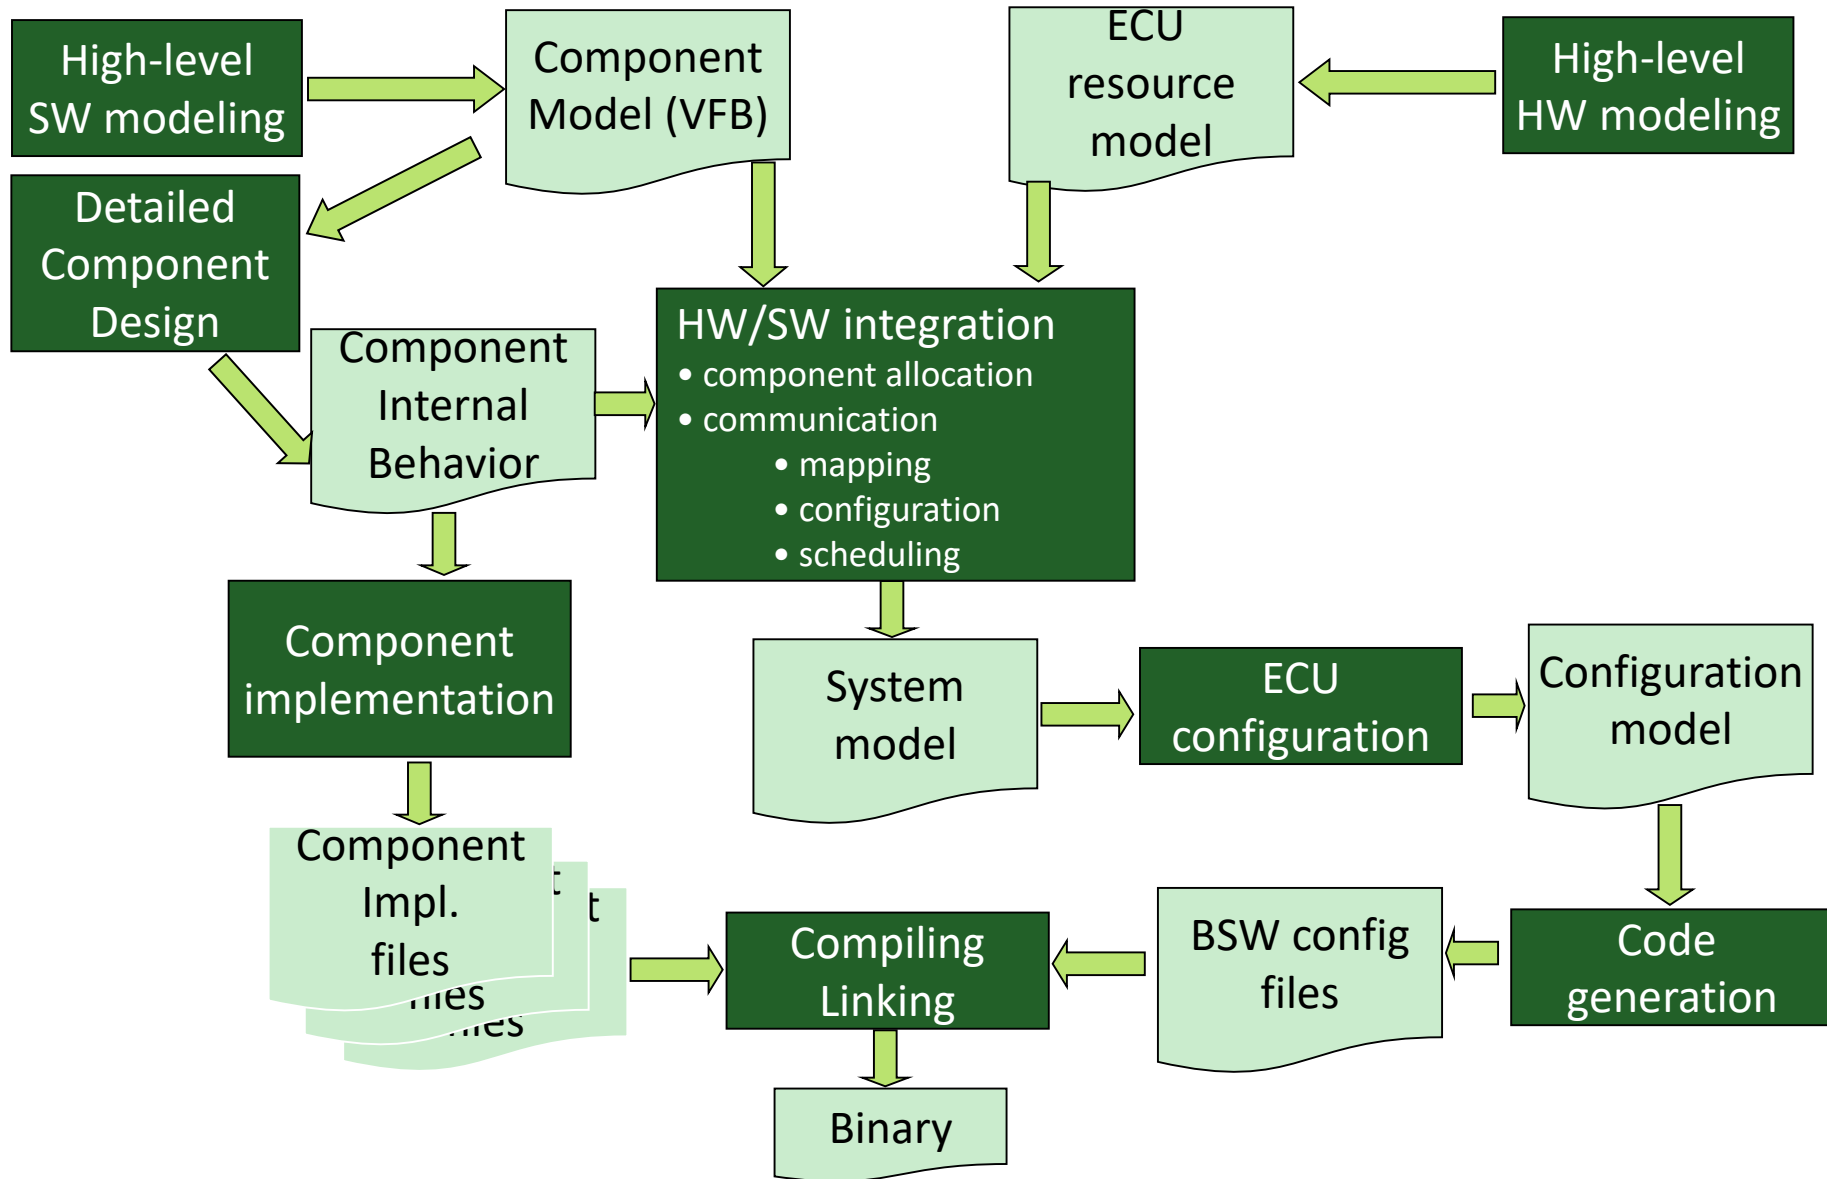 High-level
SW modeling
Component
Model (VFB)
ECU
resource
model
High-level
HW modeling
Detailed
Component
Design
Component
Internal
Behavior
HW/SW integration
• component allocation
• communication
• mapping
• configuration
• scheduling
Component
implementation
System
model
ECU
configuration
Configuration
model
Component
Impl.
files
t
files
t
files
Compiling
Linking
BSW config
files
Code
generation
Binary